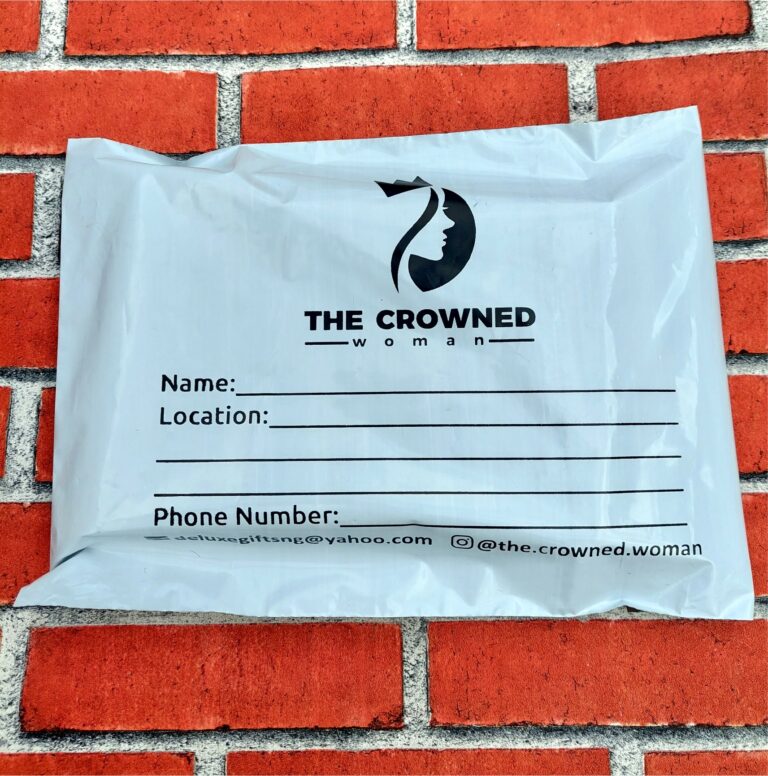 THE CROWNED
woman
Name:
Location:
Phone Number:
deluxegiftsng@yahoo.com @the.crowned.woman